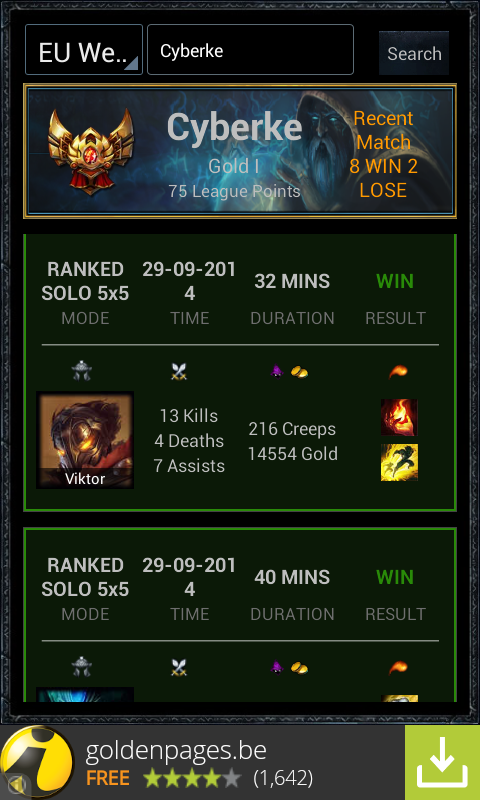 EU We..
Cyberke
Search
Cyberke
Gold I
75 League Points
Recent
Match
8 WIN 2
LOSE
RANKED
SOLO 5x5
MODE
29-09-201
4
TIME
32 MINS
DURATION
WIN
RESULT
Viktor
13 Kills
4 Deaths
7 Assists
216 Creeps
14554 Gold
RANKED
SOLO 5x5
MODE
29-09-201
4
TIME
40 MINS
DURATION
WIN
RESULT
goldenpages.be
FREE
(1,642)